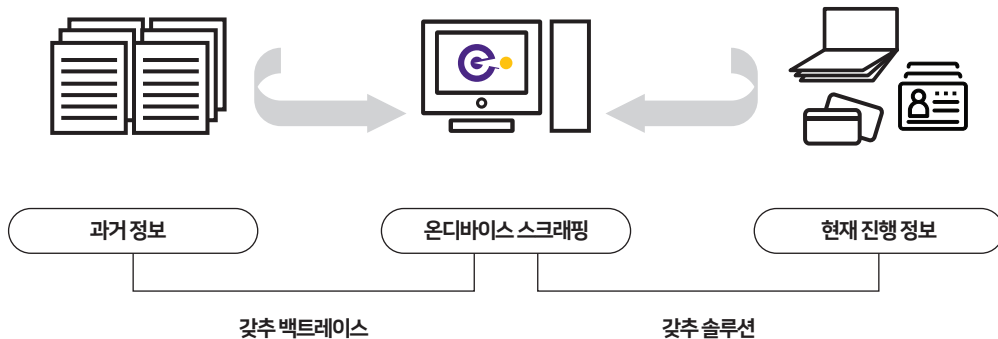 과거 정보
온디바이스 스크래핑
현재 진행 정보
갖추 백트레이스
갖추 솔루션